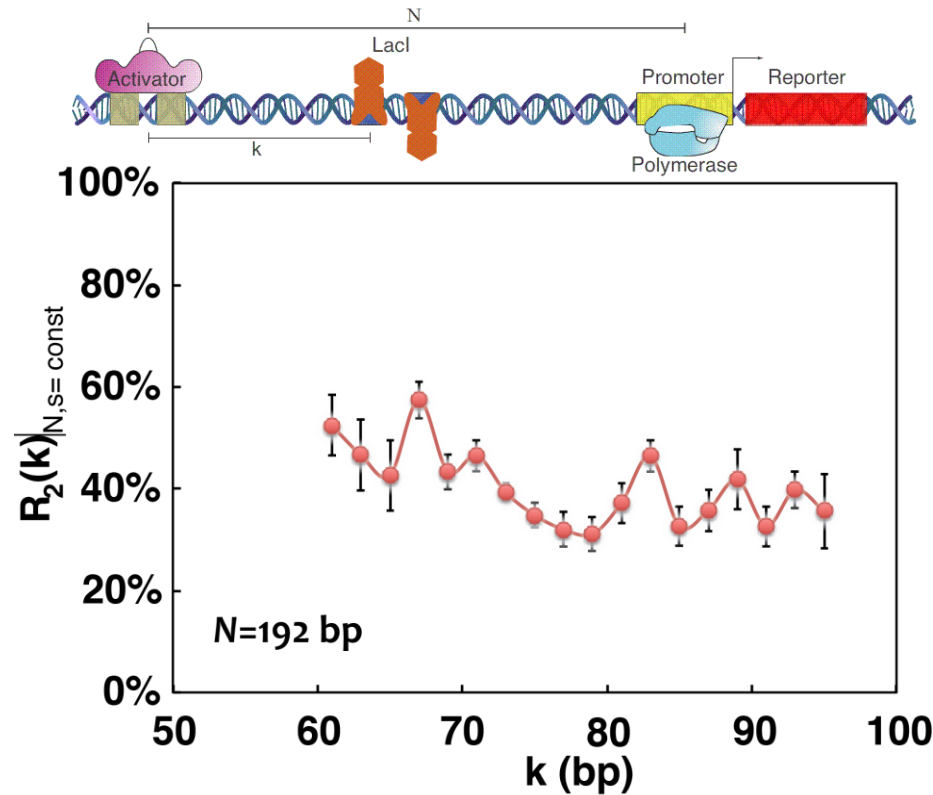 N
LacI
Activator
Promoter
Reporter
k
Polymerase
100%
80%
60%
40%
20%
0%
R₂(k)|N,s= const
N=192 bp
50 60 70 80 90 100
k (bp)